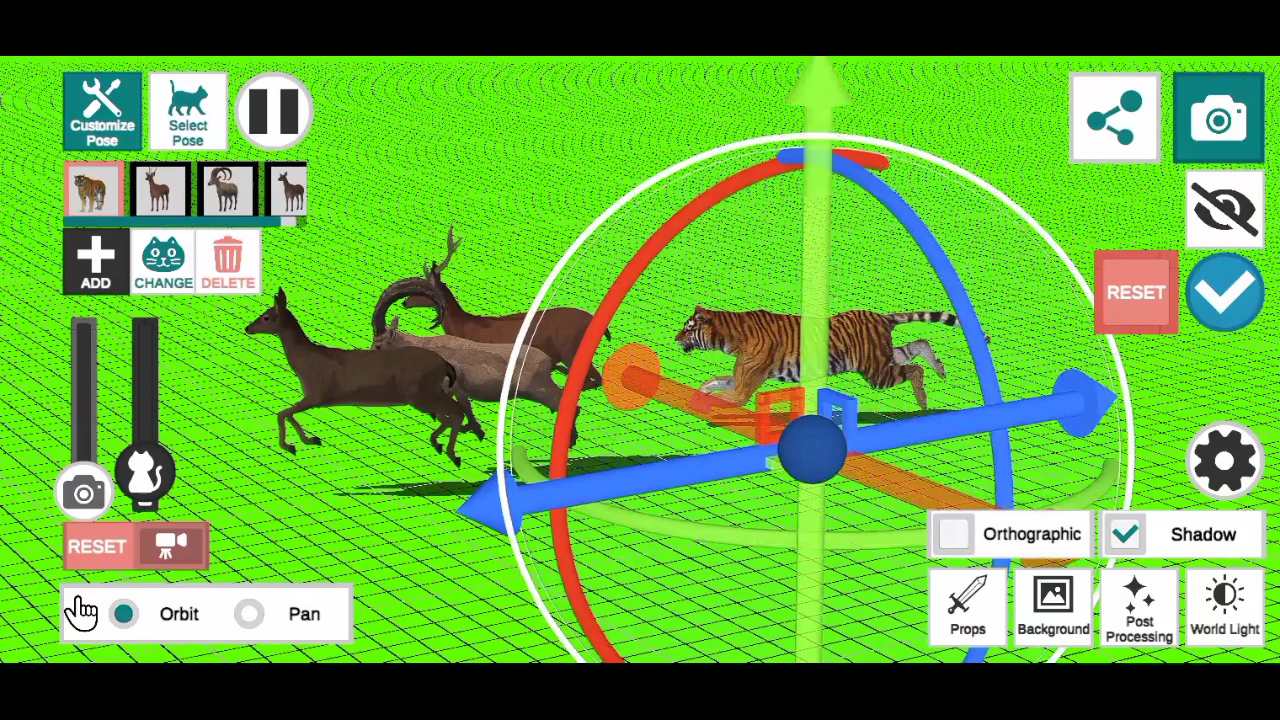 Customize
Pose
Select
Pose
ADD
CHANGE
DELETE
RESET
RESET
Orbit
Pan
Orthographic
Shadow
Props
Background
Post
Processing
World Light